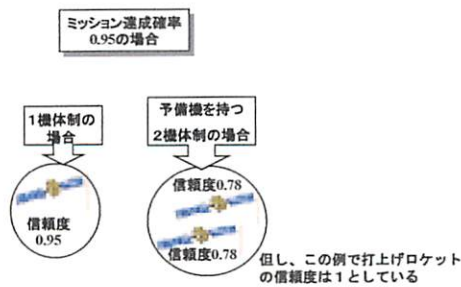 ミッション達成確率
0.95の場合
1機体制の
場合
予備機を持つ
2機体制の場合
信頼度
0.95
信頼度0.78
信頼度0.78
但し、この例で打上げロケット
の信頼度は1としている